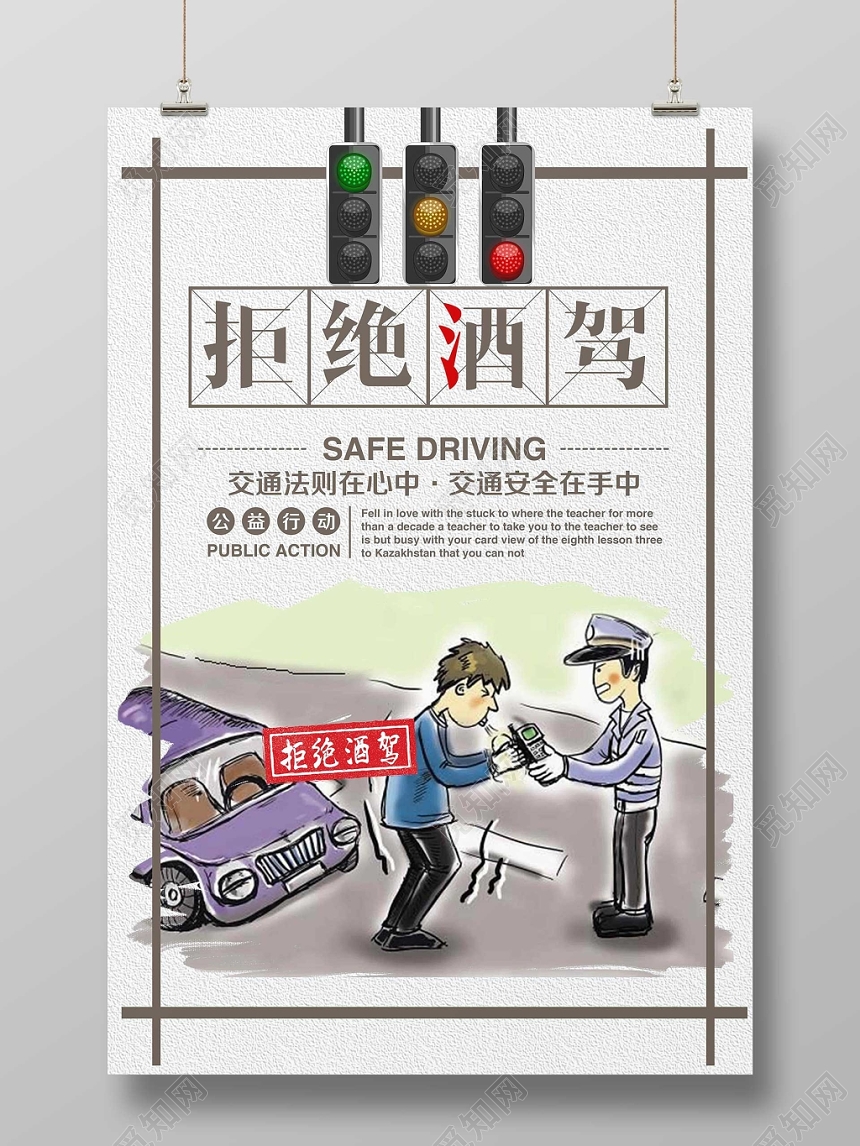 拒绝酒驾
SAFE DRIVING
交通法则在心中·交通安全在手中
公益行动
PUBLIC ACTION
Fell in love with the stuck to where the teacher for more
than a decade a teacher to take you to the teacher to see
is but busy with your card view of the eighth lesson three
to Kazakhstan that you can not
拒绝酒驾
觅知网